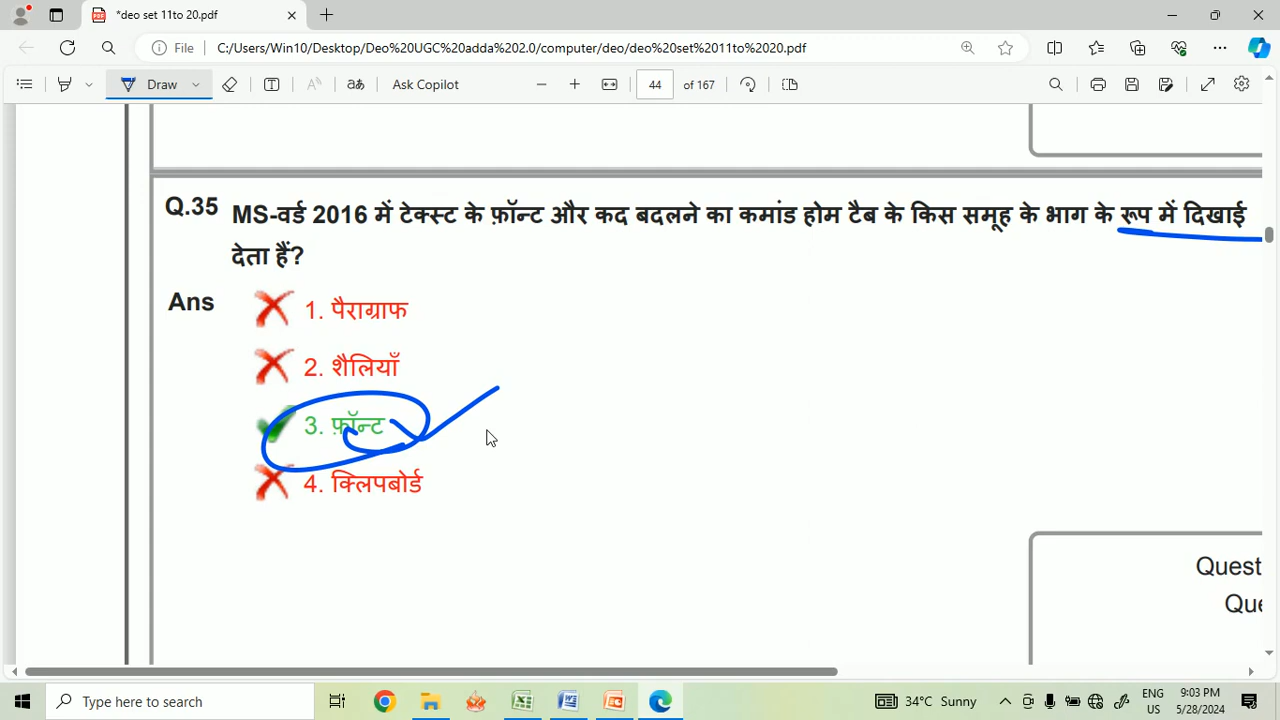 *deo set 11to 20.pdf
File C:/Users/Win10/Desktop/Deo%20UGC%20adda%202.0/computer/deo/deo%20set%2011to%2020.pdf
Draw aあ Ask Copilot 44 of 167
Q.35 MS-वर्ड 2016 में टेक्स्ट के फ़ॉन्ट और कद बदलने का कमांड होम टैब के किस समूह के भाग के रूप में दिखाई
देता हैं?
Ans 1. पैराग्राफ
2. शैलियाँ
3. फ़ॉन्ट
4. क्लिपबोर्ड
Quest
Que
Type here to search
34°C Sunny
ENG
US
9:03 PM
5/28/2024